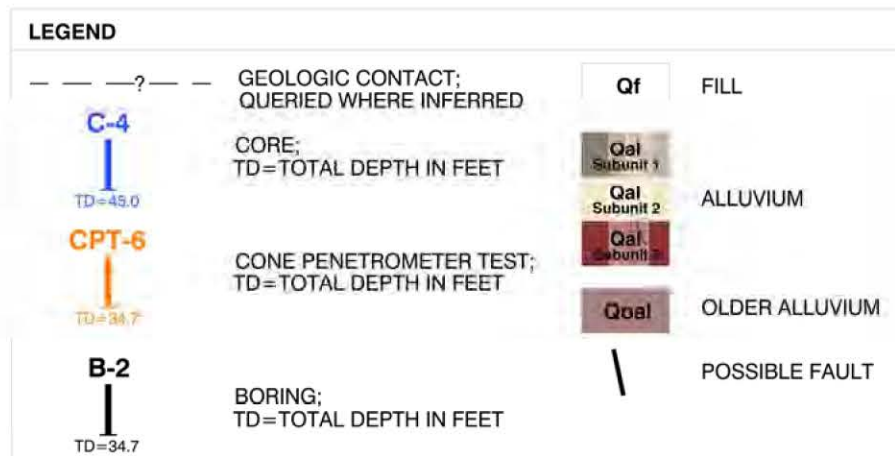 LEGEND
?
GEOLOGIC CONTACT;
QUERIED WHERE INFERRED
Qf
FILL
C-4
TD=45.0
CORE;
TD=TOTAL DEPTH IN FEET
Qal
Subunit 1
Qal
Subunit 2
Qal
Subunit 3
ALLUVIUM
CPT-6
TD=34.7
CONE PENETROMETER TEST;
TD=TOTAL DEPTH IN FEET
Qoal
OLDER ALLUVIUM
B-2
TD=34.7
BORING;
TD=TOTAL DEPTH IN FEET
POSSIBLE FAULT